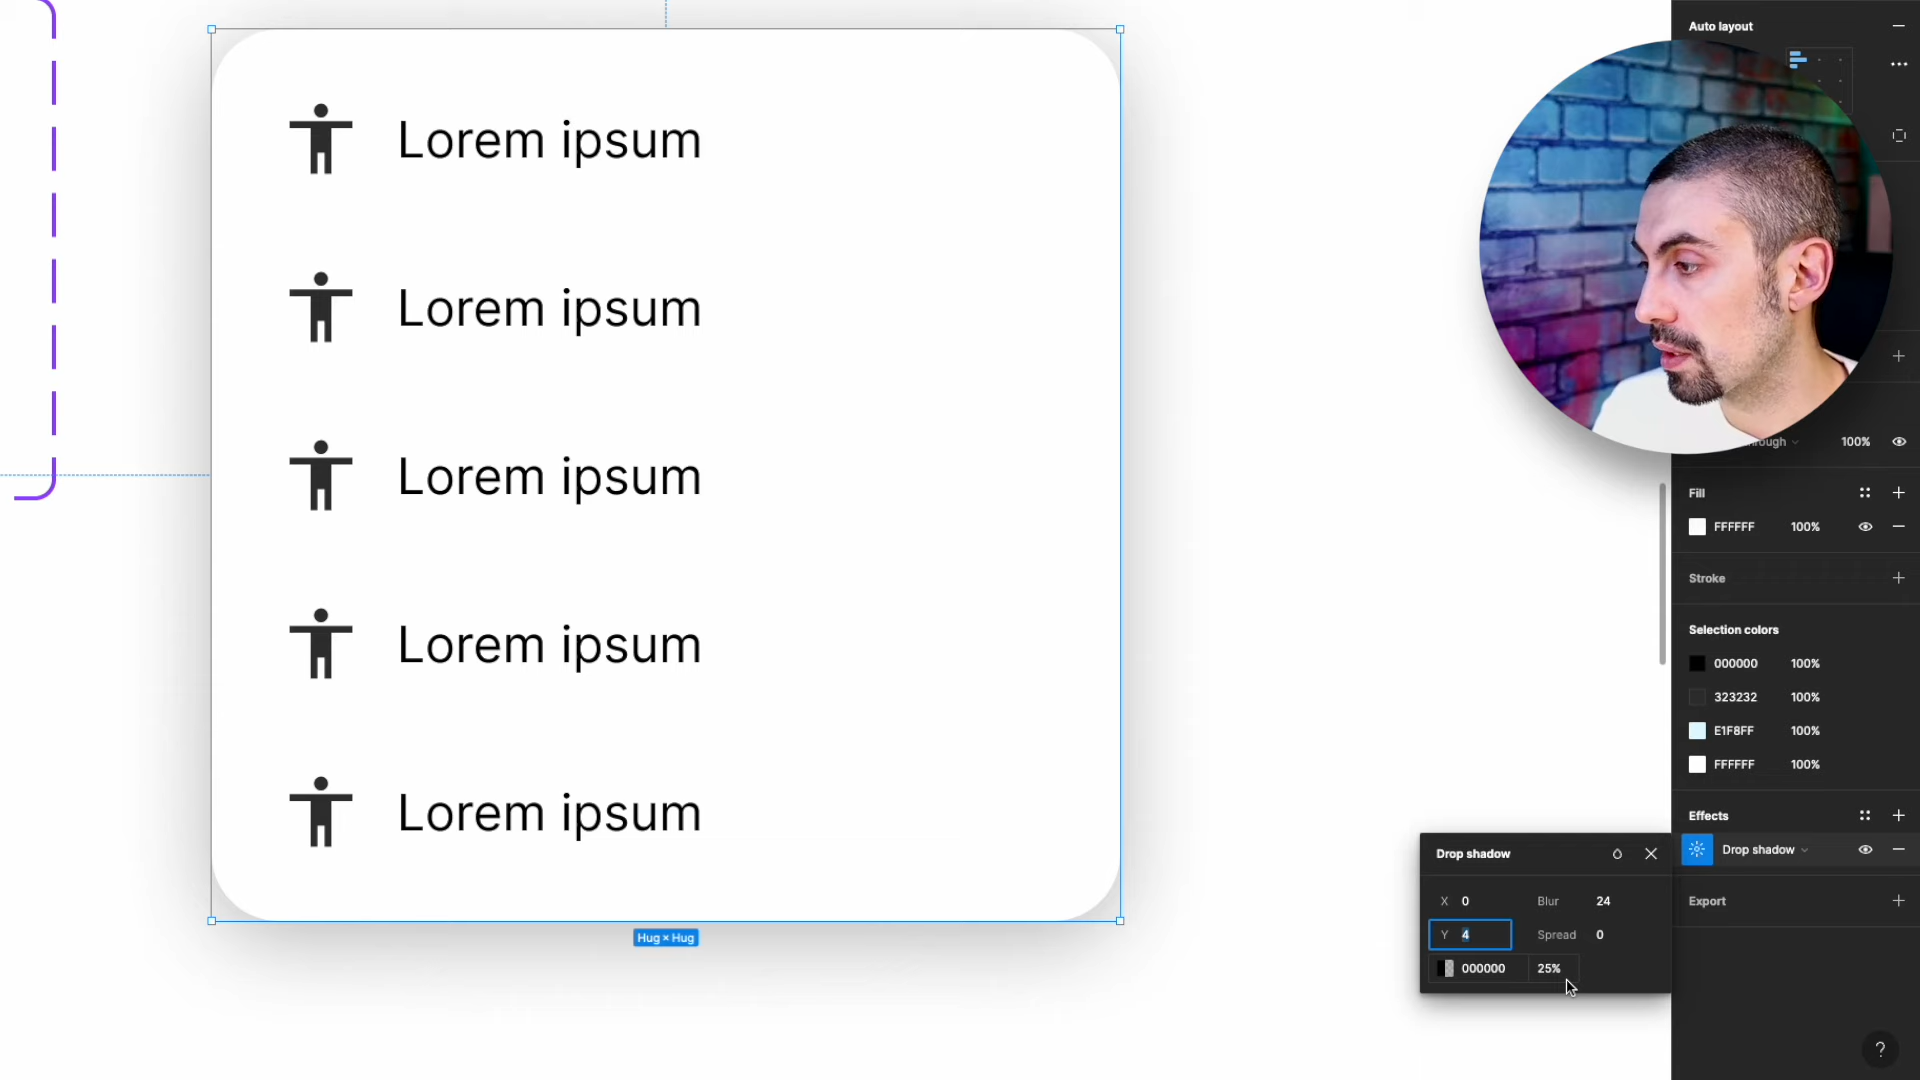 Auto layout
Lorem ipsum
Lorem ipsum
Lorem ipsum
Lorem ipsum
Lorem ipsum
Hug × Hug
100%
Fill
FFFFFF 100%
Stroke
Selection colors
000000 100%
323232 100%
E1F8FF 100%
FFFFFF 100%
Effects
Drop shadow
Export
Drop shadow
X 0 Blur 24
Y 4 Spread 0
000000 25%
?